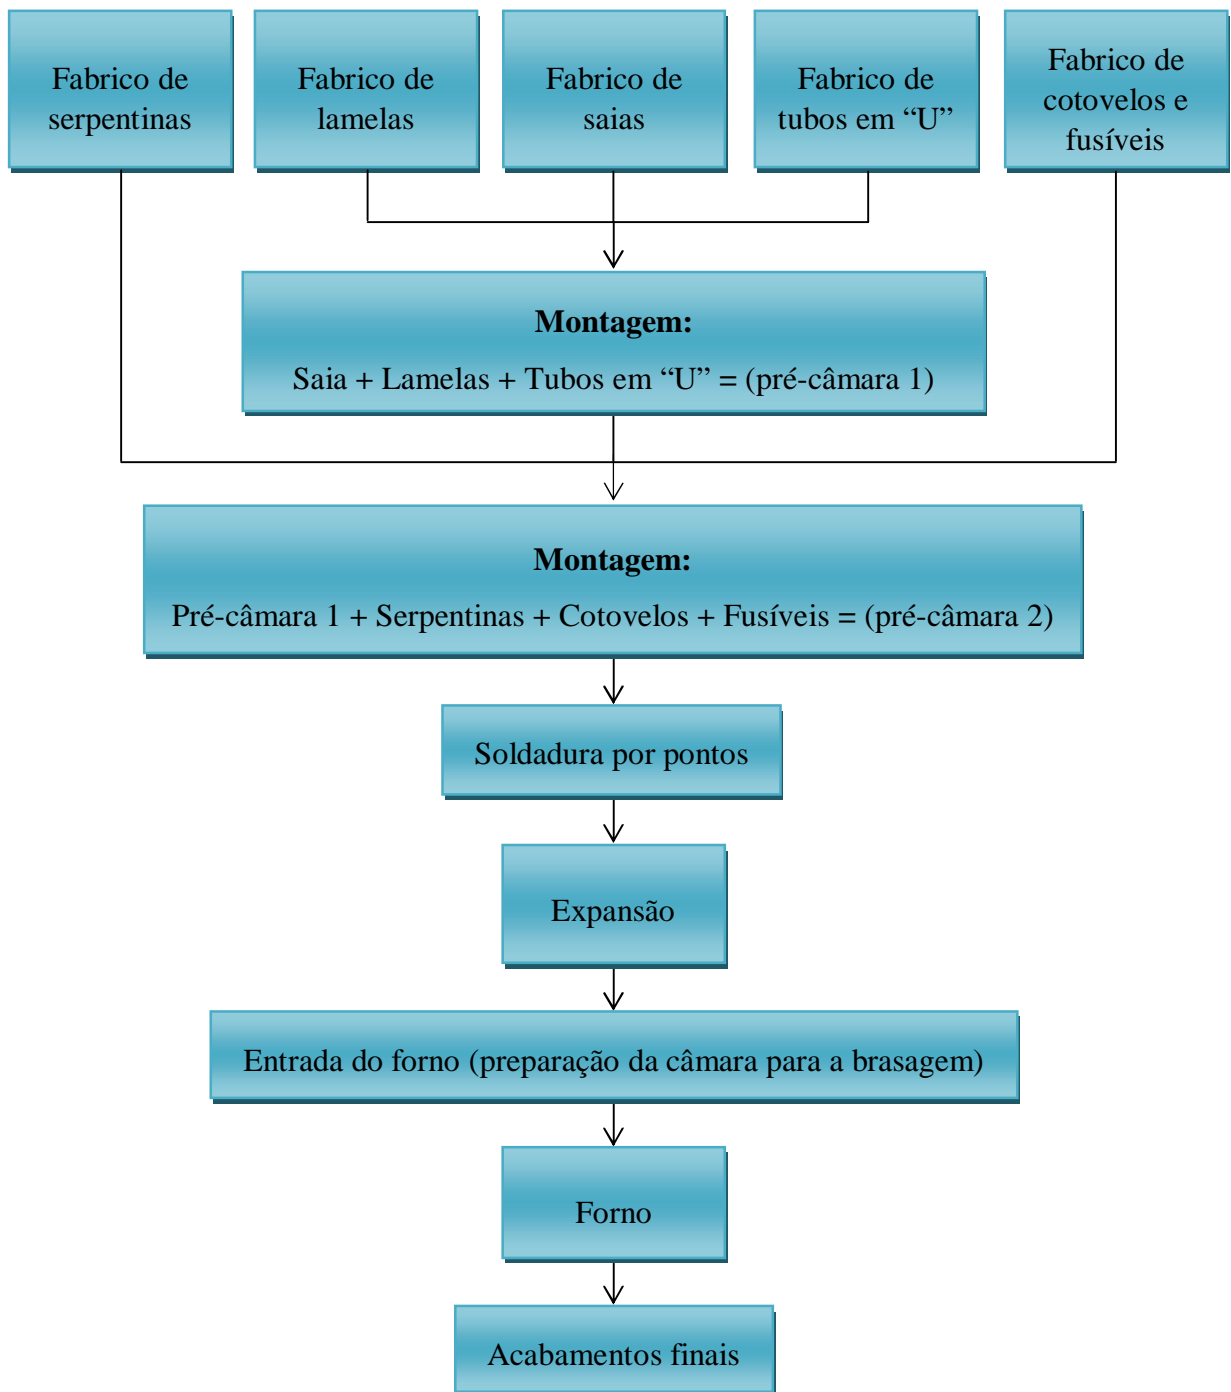 Fabrico de
serpentinas
Fabrico de
lamelas
Fabrico de
saias
Fabrico de
tubos em “U”
Fabrico de
cotovelos e
fusíveis
Montagem:
Saia + Lamelas + Tubos em “U” = (pré-câmara 1)
Montagem:
Pré-câmara 1 + Serpentinas + Cotovelos + Fusíveis = (pré-câmara 2)
Soldadura por pontos
Expansão
Entrada do forno (preparação da câmara para a brasagem)
Forno
Acabamentos finais